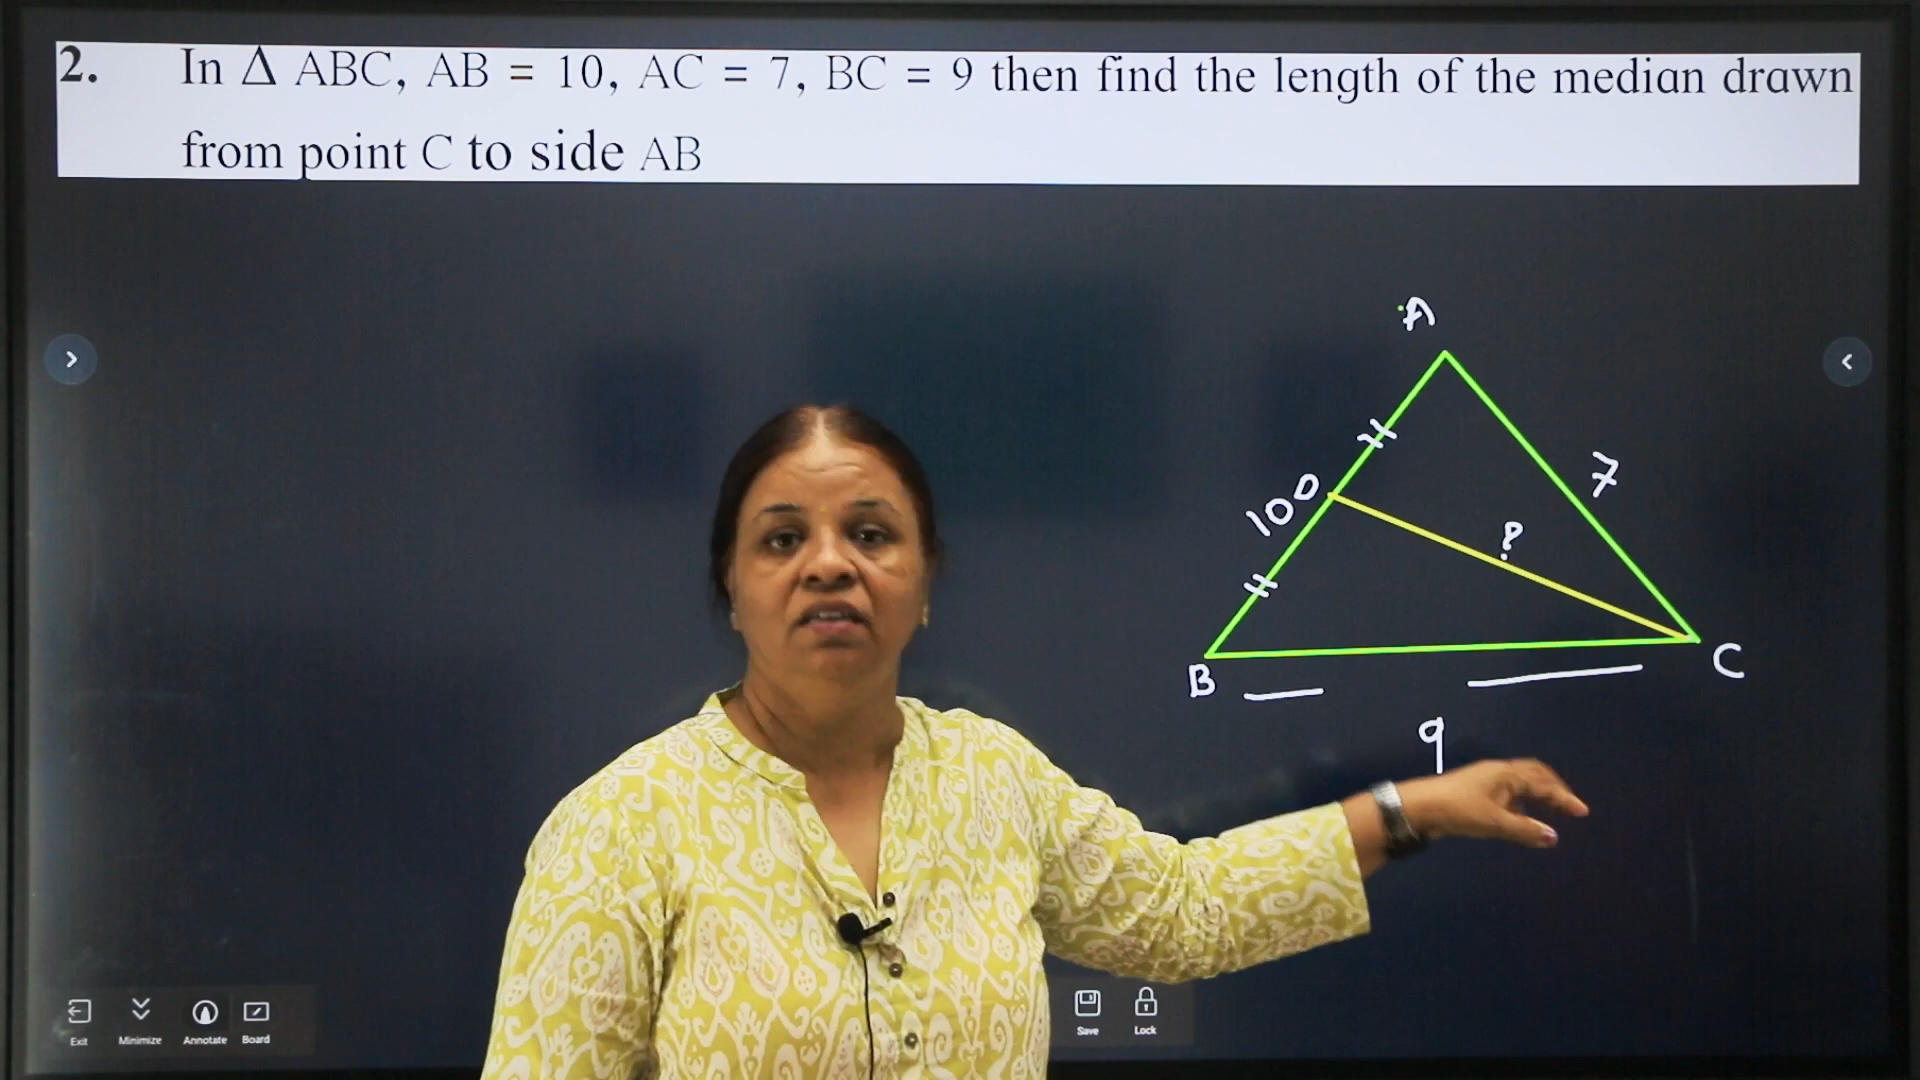 2. In Δ ABC, AB = 10, AC = 7, BC = 9 then find the length of the median drawn
from point C to side AB
A
10 D
7
?
B
C
9
Exit
Minimize
Annotate
Board
Save
Lock